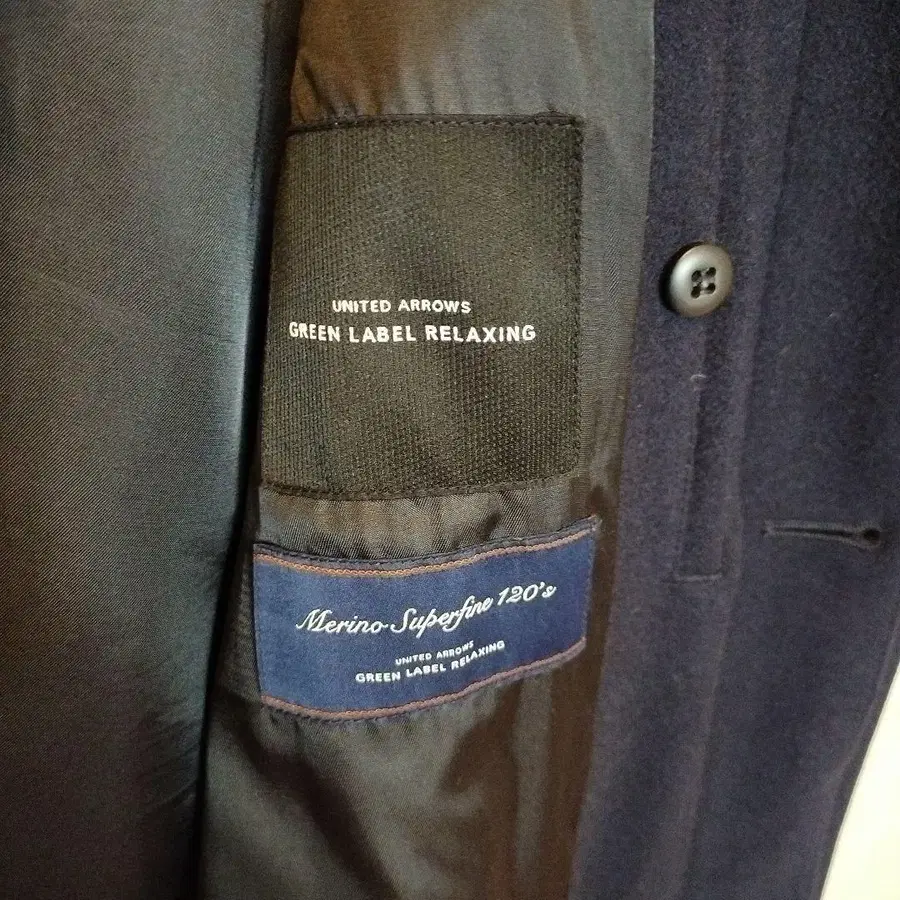 UNITED ARROWS
GREEN LABEL RELAXING
Merino Superfine 120's
UNITED ARROWS
GREEN LABEL RELAXING